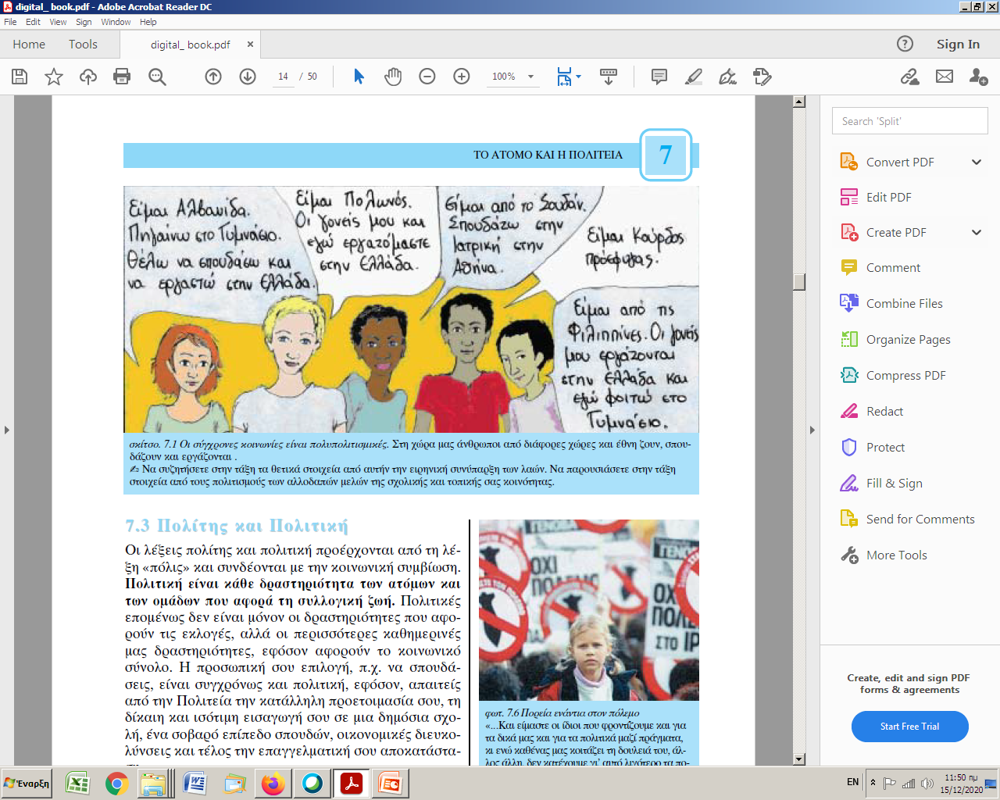 digital_ book.pdf - Adobe Acrobat Reader DC
File Edit View Sign Window Help
Home Tools digital_ book.pdf × ? Sign In
14 / 50 100%
ΤΟ ΑΤΟΜΟ ΚΑΙ Η ΠΟΛΙΤΕΙΑ 7
Είμαι Αλβανίδα.
Πηγαίνω στο Γυμνάσιο.
Θέλω να σπουδάσω και
να εργαστώ στην Ελλάδα.
Είμαι Πολωνός.
Οι γονείς μου και
εγώ εργαζόμαστε
στην Ελλάδα.
Είμαι από το Σουδάν.
Σπουδάζω στην
Ιατρική στην
Αθήνα.
Είμαι Κούρδος
πρόσφυγας.
Είμαι από τις
Φιλιππίνες. Οι γονείς
μου εργάζονται
στην Ελλάδα και
εγώ φοιτώ στο
Γυμνάσιο.
σκίτσο. 7.1 Οι σύγχρονες κοινωνίες είναι πολυπολιτισμικές. Στη χώρα μας άνθρωποι από διάφορες χώρες και έθνη ζουν, σπου-
δάζουν και εργάζονται .
✍ Να συζητήσετε στην τάξη τα θετικά στοιχεία από αυτήν την ειρηνική συνύπαρξη των λαών. Να παρουσιάσετε στην τάξη
στοιχεία από τους πολιτισμούς των αλλοδαπών μελών της σχολικής και τοπικής σας κοινότητας.
7.3 Πολίτης και Πολιτική
Οι λέξεις πολίτης και πολιτική προέρχονται από τη λέ-
ξη «πόλις» και συνδέονται με την κοινωνική συμβίωση.
Πολιτική είναι κάθε δραστηριότητα των ατόμων και
των ομάδων που αφορά τη συλλογική ζωή. Πολιτικές
επομένως δεν είναι μόνον οι δραστηριότητες που αφο-
ρούν τις εκλογές, αλλά οι περισσότερες καθημερινές
μας δραστηριότητες, εφόσον αφορούν το κοινωνικό
σύνολο. Η προσωπική σου επιλογή, π.χ. να σπουδά-
σεις, είναι συγχρόνως και πολιτική, εφόσον, απαιτείς
από την Πολιτεία την κατάλληλη προετοιμασία σου, τη
δίκαιη και ισότιμη εισαγωγή σου σε μια δημόσια σχο-
λή, ένα σοβαρό επίπεδο σπουδών, οικονομικές διευκο-
λύνσεις και τέλος την επαγγελματική σου αποκατάστα-
ΟΧΙ
ΟΧΙ
ΣΤΟ ΙΡ
φωτ. 7.6 Πορεία ενάντια στον πόλεμο
«...Και είμαστε οι ίδιοι που φροντίζουμε και για
τα δικά μας και για τα πολιτικά μαζί πράγματα,
κι ενώ καθένας μας κοιτάζει τη δουλειά του, άλ-
λος άλλη, δεν κατέχουμε γι' αυτό λιγότερο τα πο-
Search 'Split'
Convert PDF
Edit PDF
Create PDF
Comment
Combine Files
Organize Pages
Compress PDF
Redact
Protect
Fill & Sign
Send for Comments
More Tools
Create, edit and sign PDF
forms & agreements
Start Free Trial
Έναρξη
EN
11:50 πμ
15/12/2020